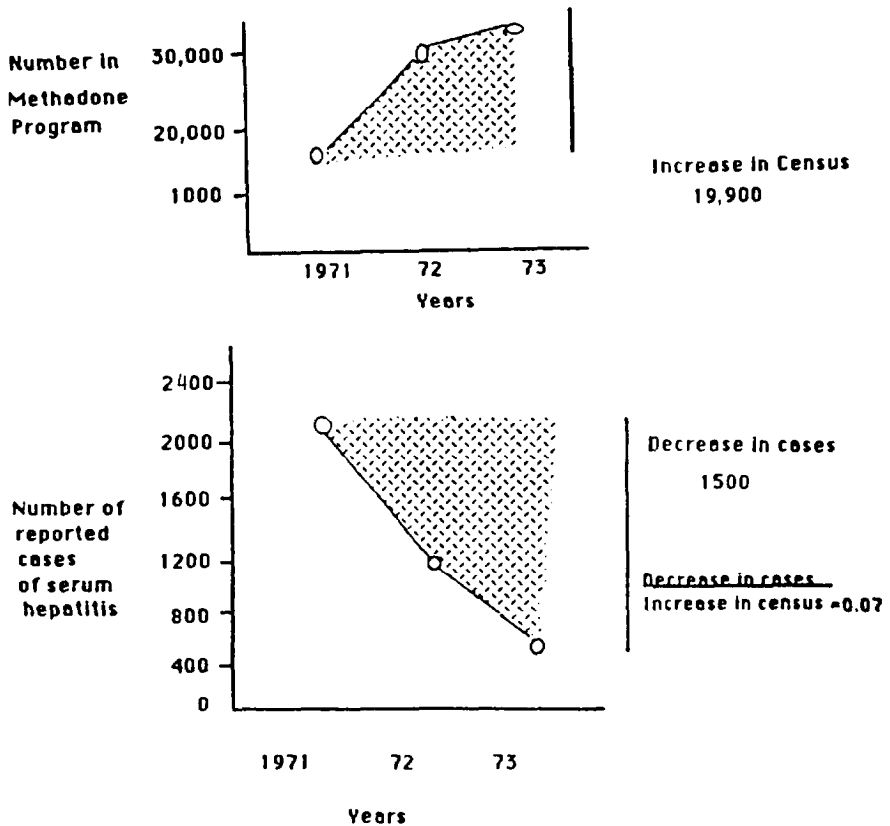 Number in
Methadone
Program
30,000
20,000
1000
1971 72 73
Years
Increase in Census
19,900
2400
2000
1600
1200
800
400
0
Number of
reported
cases
of serum
hepatitis
1971 72 73
Years
Decrease in cases
1500
Decrease in cases
Increase in census =0.07